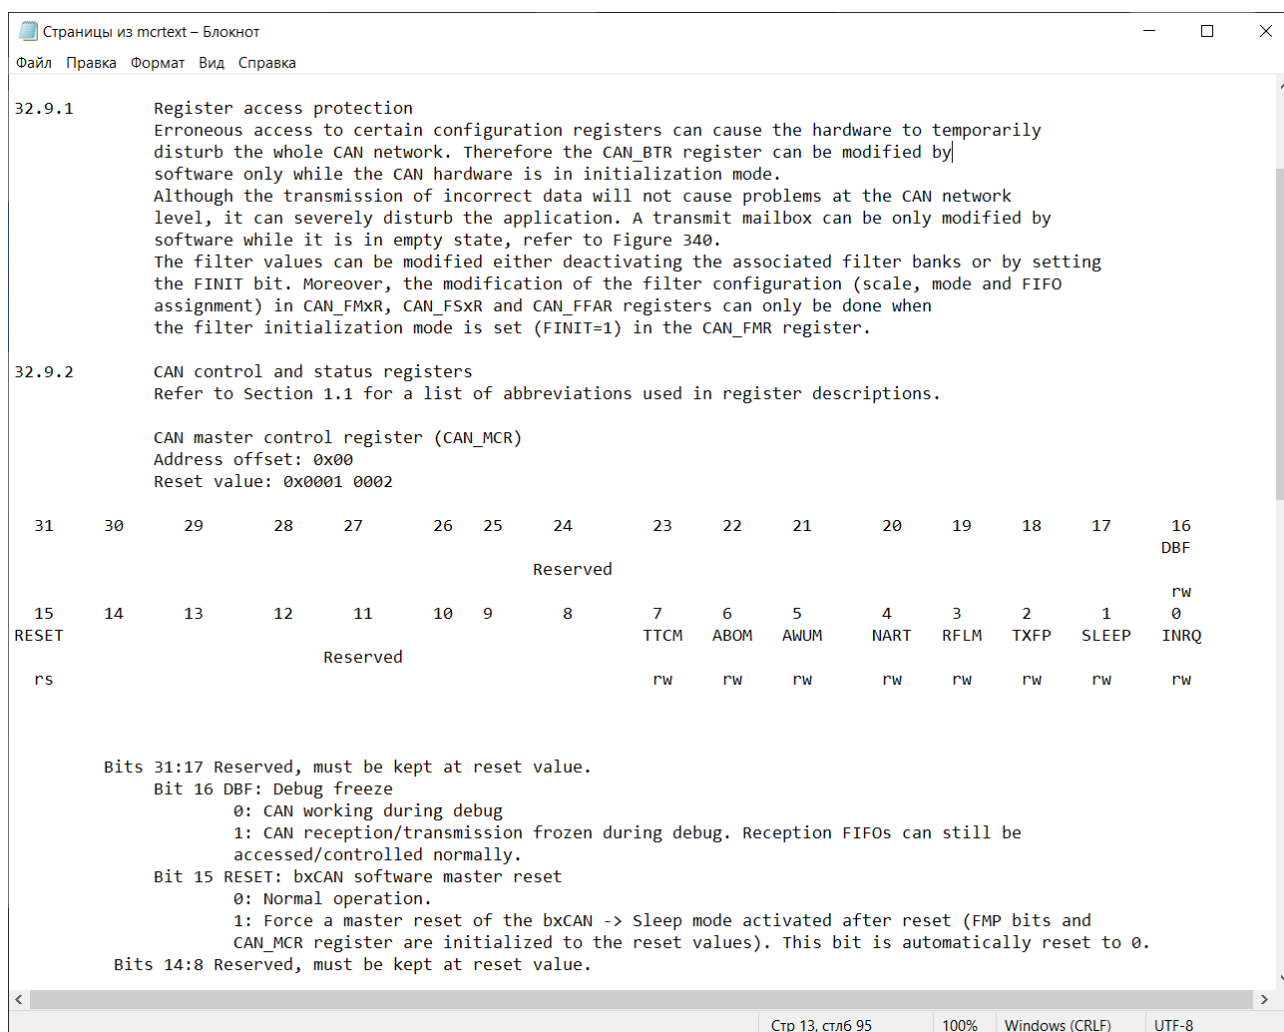 Страницы из mcrtext – Блокнот
Файл Правка Формат Вид Справка
32.9.1 Register access protection
Erroneous access to certain configuration registers can cause the hardware to temporarily
disturb the whole CAN network. Therefore the CAN_BTR register can be modified by
software only while the CAN hardware is in initialization mode.
Although the transmission of incorrect data will not cause problems at the CAN network
level, it can severely disturb the application. A transmit mailbox can be only modified by
software while it is in empty state, refer to Figure 340.
The filter values can be modified either deactivating the associated filter banks or by setting
the FINIT bit. Moreover, the modification of the filter configuration (scale, mode and FIFO
assignment) in CAN_FMxR, CAN_FSxR and CAN_FFAR registers can only be done when
the filter initialization mode is set (FINIT=1) in the CAN_FMR register.
32.9.2 CAN control and status registers
Refer to Section 1.1 for a list of abbreviations used in register descriptions.
CAN master control register (CAN_MCR)
Address offset: 0x00
Reset value: 0x0001 0002
31 30 29 28 27 26 25 24 23 22 21 20 19 18 17 16
DBF
Reserved
rw
15 14 13 12 11 10 9 8 7 6 5 4 3 2 1 0
RESET TTCM ABOM AWUM NART RFLM TXFP SLEEP INRQ
Reserved
rs rw rw rw rw rw rw rw rw
Bits 31:17 Reserved, must be kept at reset value.
Bit 16 DBF: Debug freeze
0: CAN working during debug
1: CAN reception/transmission frozen during debug. Reception FIFOs can still be
accessed/controlled normally.
Bit 15 RESET: bxCAN software master reset
0: Normal operation.
1: Force a master reset of the bxCAN -> Sleep mode activated after reset (FMP bits and
CAN_MCR register are initialized to the reset values). This bit is automatically reset to 0.
Bits 14:8 Reserved, must be kept at reset value.
Стр 13, стлб 95 100% Windows (CRLF) UTF-8